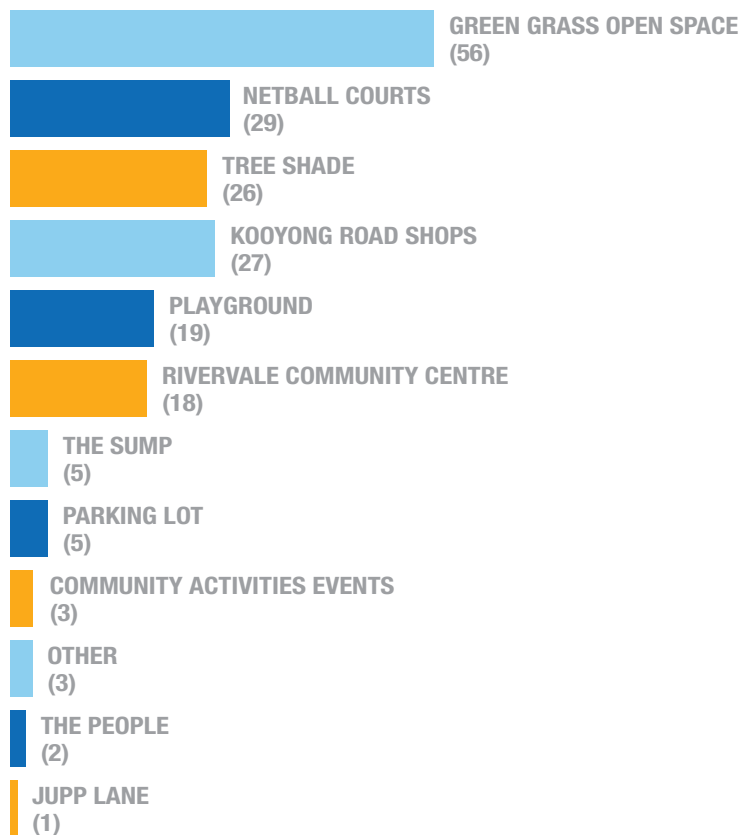 GREEN GRASS OPEN SPACE
(56)
NETBALL COURTS
(29)
TREE SHADE
(26)
KOOYONG ROAD SHOPS
(27)
PLAYGROUND
(19)
RIVERVALE COMMUNITY CENTRE
(18)
THE SUMP
(5)
PARKING LOT
(5)
COMMUNITY ACTIVITIES EVENTS
(3)
OTHER
(3)
THE PEOPLE
(2)
JUPP LANE
(1)